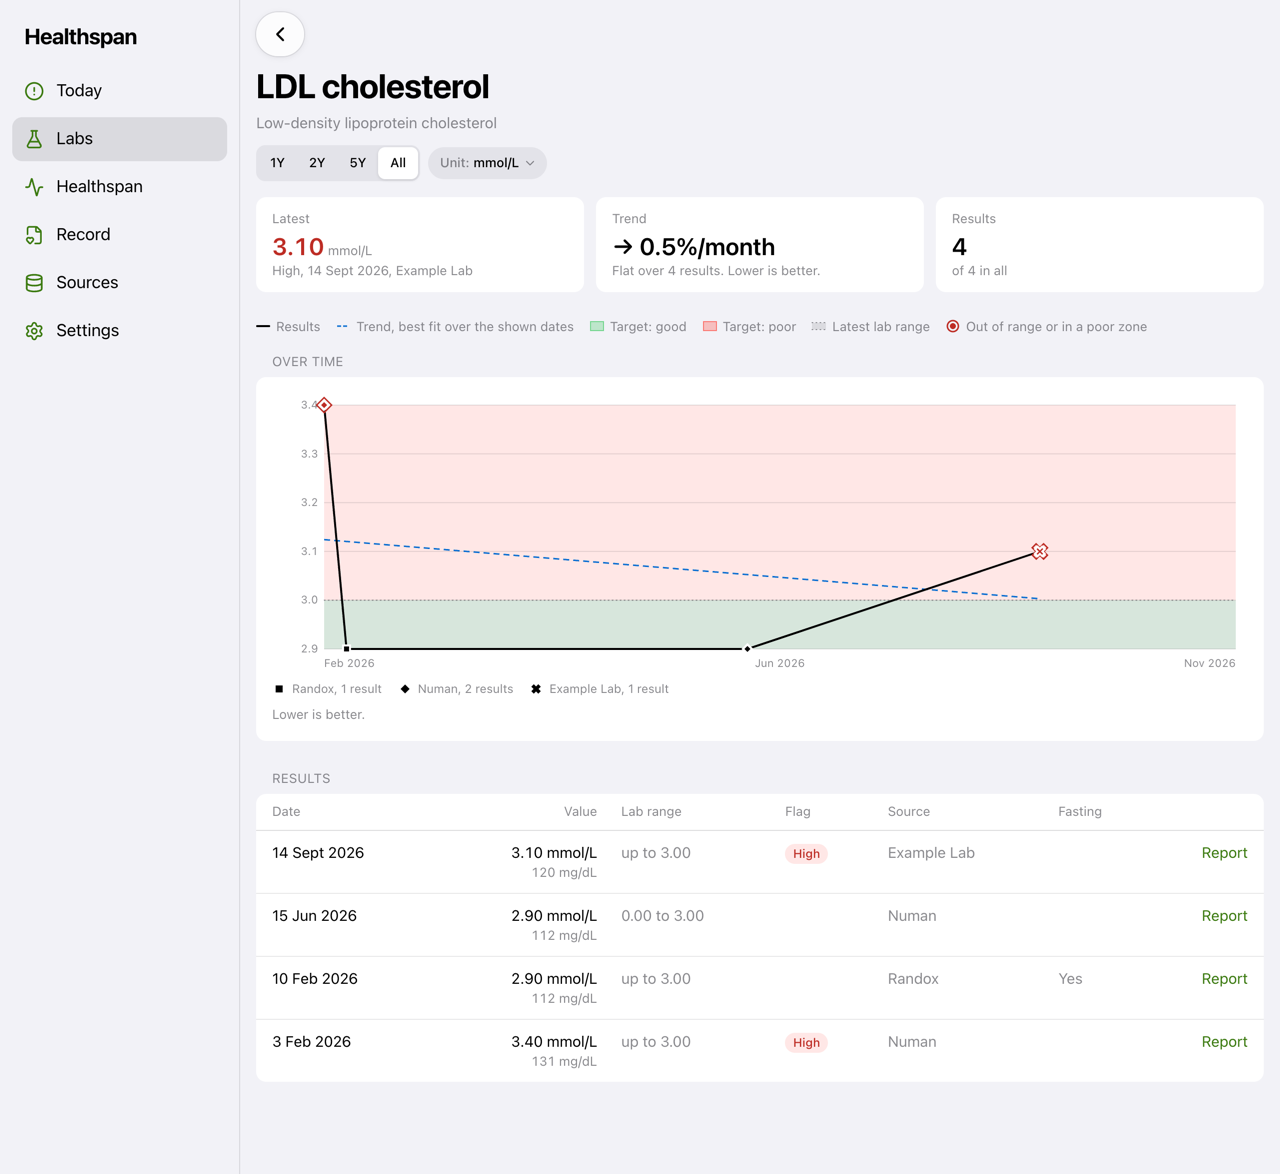 Healthspan
Today
Labs
Healthspan
Record
Sources
Settings
LDL cholesterol
Low-density lipoprotein cholesterol
1Y 2Y 5Y All Unit: mmol/L
Latest
3.10 mmol/L
High, 14 Sept 2026, Example Lab
Trend
→ 0.5%/month
Flat over 4 results. Lower is better.
Results
4
of 4 in all
Results Trend, best fit over the shown dates Target: good Target: poor Latest lab range Out of range or in a poor zone
OVER TIME
3.4
3.3
3.2
3.1
3.0
2.9
Feb 2026 Jun 2026 Nov 2026
Randox, 1 result Numan, 2 results Example Lab, 1 result
Lower is better.
RESULTS
Date Value Lab range Flag Source Fasting
14 Sept 2026 3.10 mmol/L up to 3.00 High Example Lab Report
120 mg/dL
15 Jun 2026 2.90 mmol/L 0.00 to 3.00 Numan Report
112 mg/dL
10 Feb 2026 2.90 mmol/L up to 3.00 Randox Yes Report
112 mg/dL
3 Feb 2026 3.40 mmol/L up to 3.00 High Numan Report
131 mg/dL